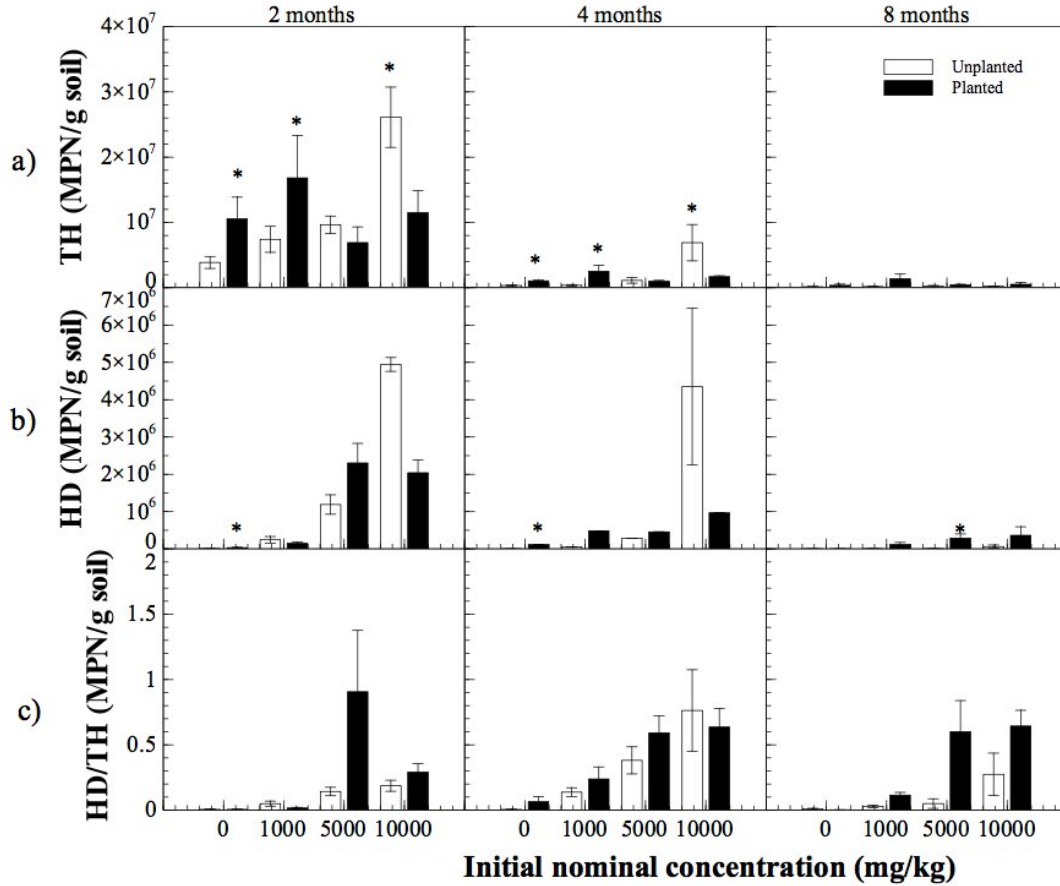 2 months 4 months 8 months
a)
TH (MPN/g soil)
4×10⁷
3×10⁷
2×10⁷
10⁷
0
* * *
* * *
Unplanted
Planted
b)
HD (MPN/g soil)
7×10⁶
6×10⁶
5×10⁶
4×10⁶
3×10⁶
2×10⁶
10⁶
0
*
*
*
c)
HD/TH (MPN/g soil)
2
1.5
1
0.5
0
0 1000 5000 10000 0 1000 5000 10000 0 1000 5000 10000
Initial nominal concentration (mg/kg)